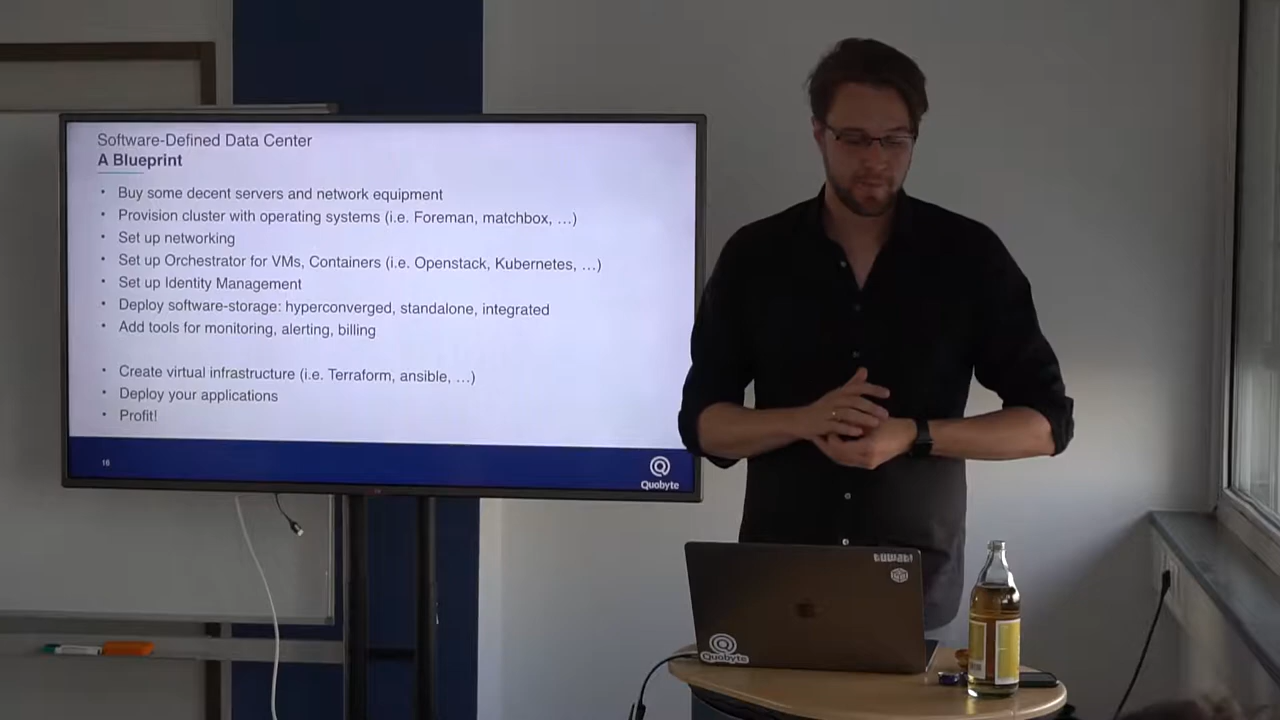 Software-Defined Data Center
A Blueprint
• Buy some decent servers and network equipment
• Provision cluster with operating systems (i.e. Foreman, matchbox, …)
• Set up networking
• Set up Orchestrator for VMs, Containers (i.e. Openstack, Kubernetes, …)
• Set up Identity Management
• Deploy software-storage: hyperconverged, standalone, integrated
• Add tools for monitoring, alerting, billing
• Create virtual infrastructure (i.e. Terraform, ansible, …)
• Deploy your applications
• Profit!
16
Quobyte
Quobyte